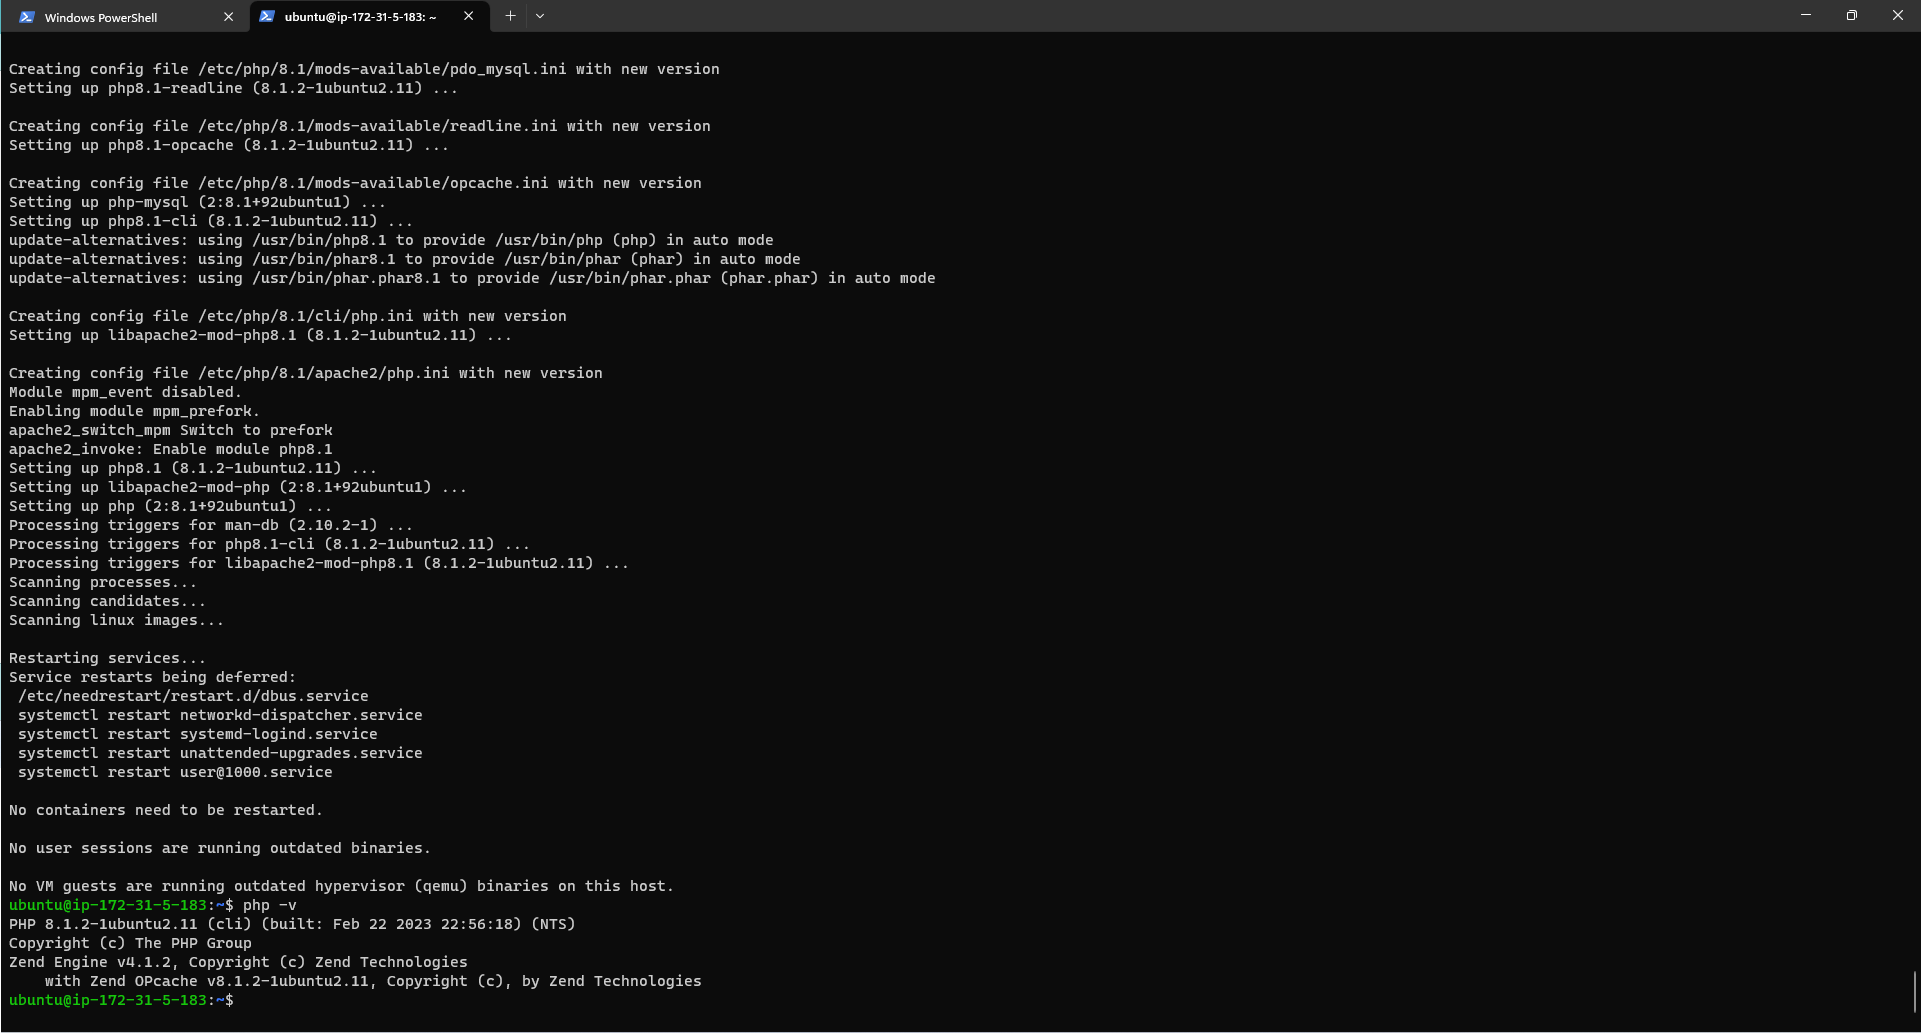 Windows PowerShell
ubuntu@ip-172-31-5-183: ~
Creating config file /etc/php/8.1/mods-available/pdo_mysql.ini with new version
Setting up php8.1-readline (8.1.2-1ubuntu2.11) ...
Creating config file /etc/php/8.1/mods-available/readline.ini with new version
Setting up php8.1-opcache (8.1.2-1ubuntu2.11) ...
Creating config file /etc/php/8.1/mods-available/opcache.ini with new version
Setting up php-mysql (2:8.1+92ubuntu1) ...
Setting up php8.1-cli (8.1.2-1ubuntu2.11) ...
update-alternatives: using /usr/bin/php8.1 to provide /usr/bin/php (php) in auto mode
update-alternatives: using /usr/bin/phar8.1 to provide /usr/bin/phar (phar) in auto mode
update-alternatives: using /usr/bin/phar.phar8.1 to provide /usr/bin/phar.phar (phar.phar) in auto mode
Creating config file /etc/php/8.1/cli/php.ini with new version
Setting up libapache2-mod-php8.1 (8.1.2-1ubuntu2.11) ...
Creating config file /etc/php/8.1/apache2/php.ini with new version
Module mpm_event disabled.
Enabling module mpm_prefork.
apache2_switch_mpm Switch to prefork
apache2_invoke: Enable module php8.1
Setting up php8.1 (8.1.2-1ubuntu2.11) ...
Setting up libapache2-mod-php (2:8.1+92ubuntu1) ...
Setting up php (2:8.1+92ubuntu1) ...
Processing triggers for man-db (2.10.2-1) ...
Processing triggers for php8.1-cli (8.1.2-1ubuntu2.11) ...
Processing triggers for libapache2-mod-php8.1 (8.1.2-1ubuntu2.11) ...
Scanning processes...
Scanning candidates...
Scanning linux images...
Restarting services...
Service restarts being deferred:
 /etc/needrestart/restart.d/dbus.service
 systemctl restart networkd-dispatcher.service
 systemctl restart systemd-logind.service
 systemctl restart unattended-upgrades.service
 systemctl restart user@1000.service
No containers need to be restarted.
No user sessions are running outdated binaries.
No VM guests are running outdated hypervisor (qemu) binaries on this host.
ubuntu@ip-172-31-5-183:~$ php -v
PHP 8.1.2-1ubuntu2.11 (cli) (built: Feb 22 2023 22:56:18) (NTS)
Copyright (c) The PHP Group
Zend Engine v4.1.2, Copyright (c) Zend Technologies
    with Zend OPcache v8.1.2-1ubuntu2.11, Copyright (c), by Zend Technologies
ubuntu@ip-172-31-5-183:~$